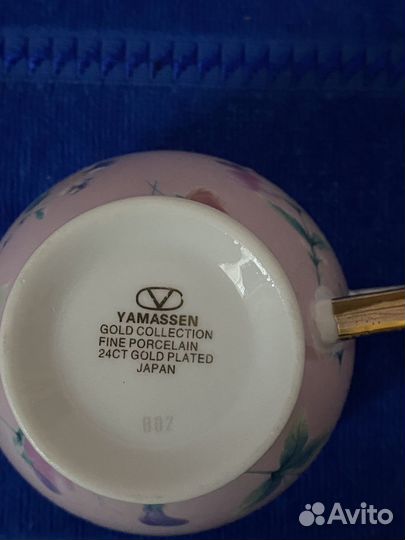 YAMASSEN
GOLD COLLECTION
FINE PORCELAIN
24CT GOLD PLATED
JAPAN
882
Avito